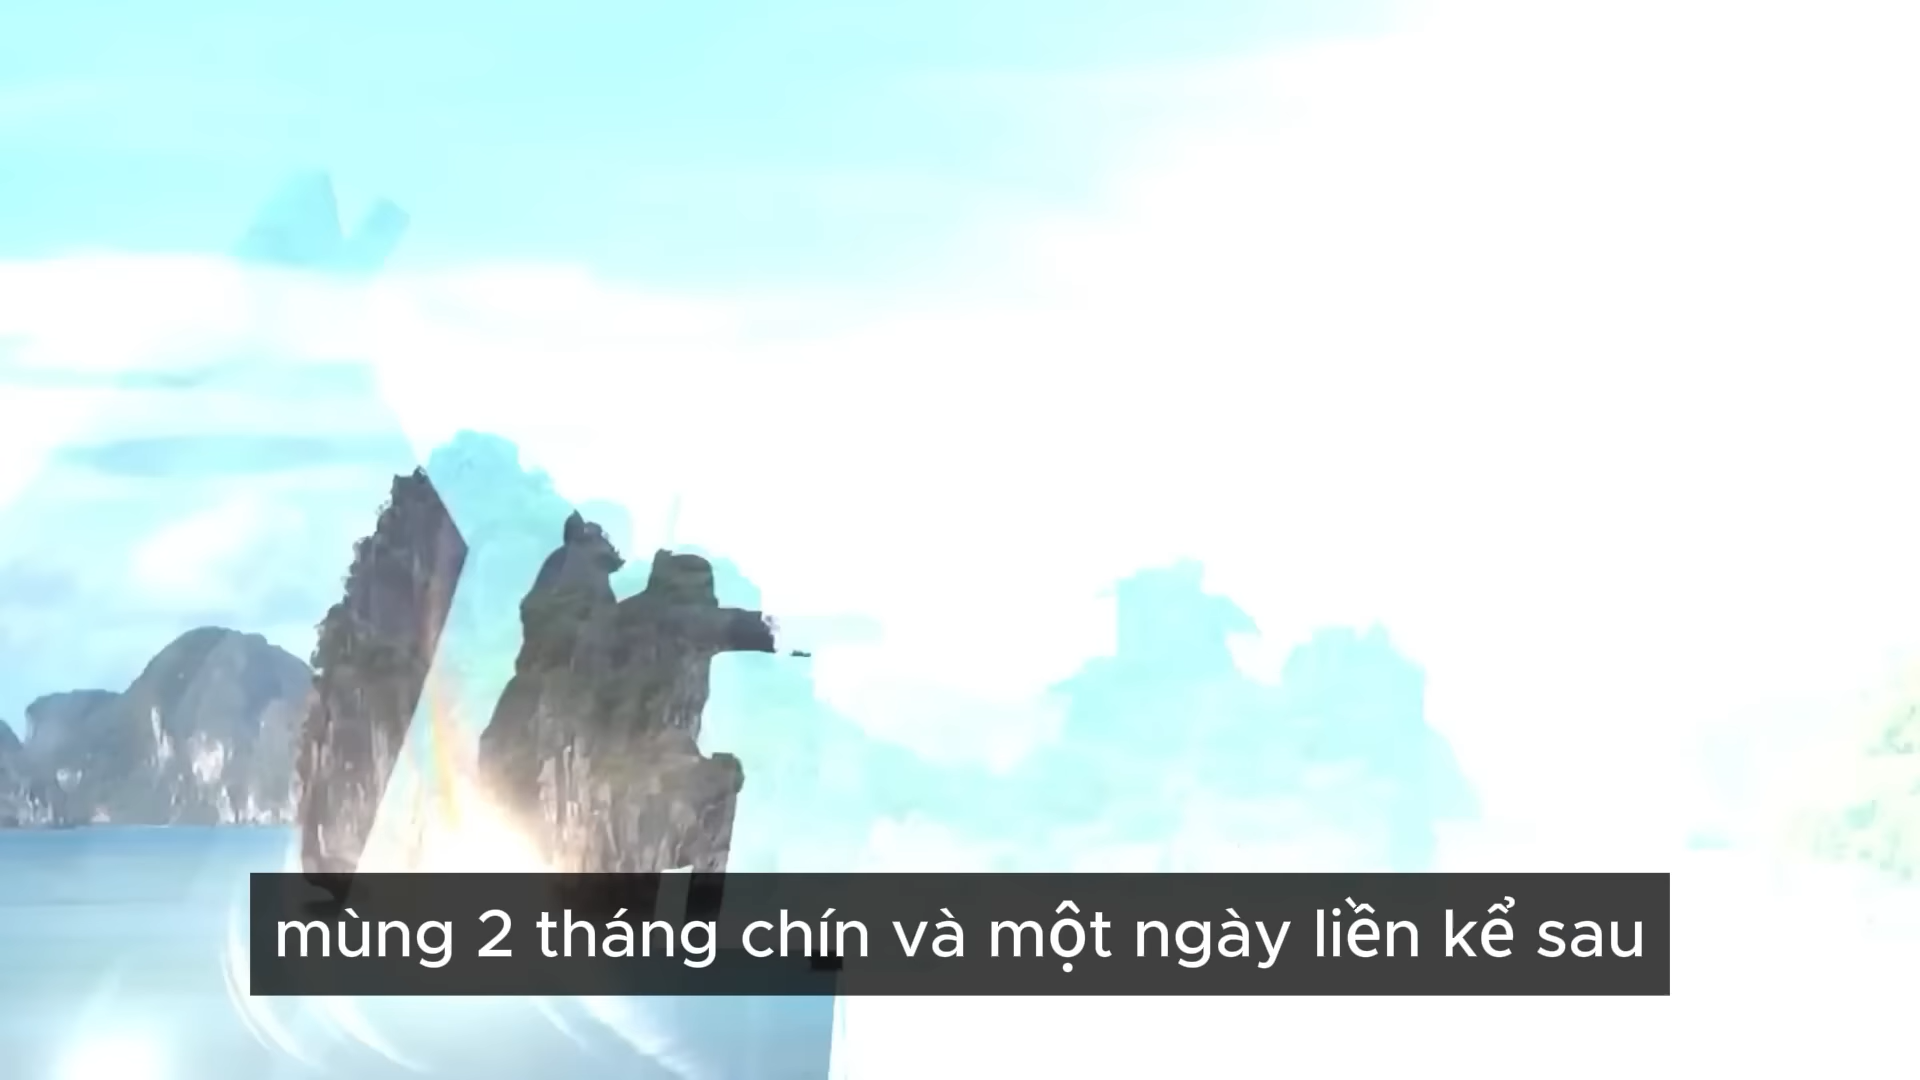 mùng 2 tháng chín và một ngày liền kể sau